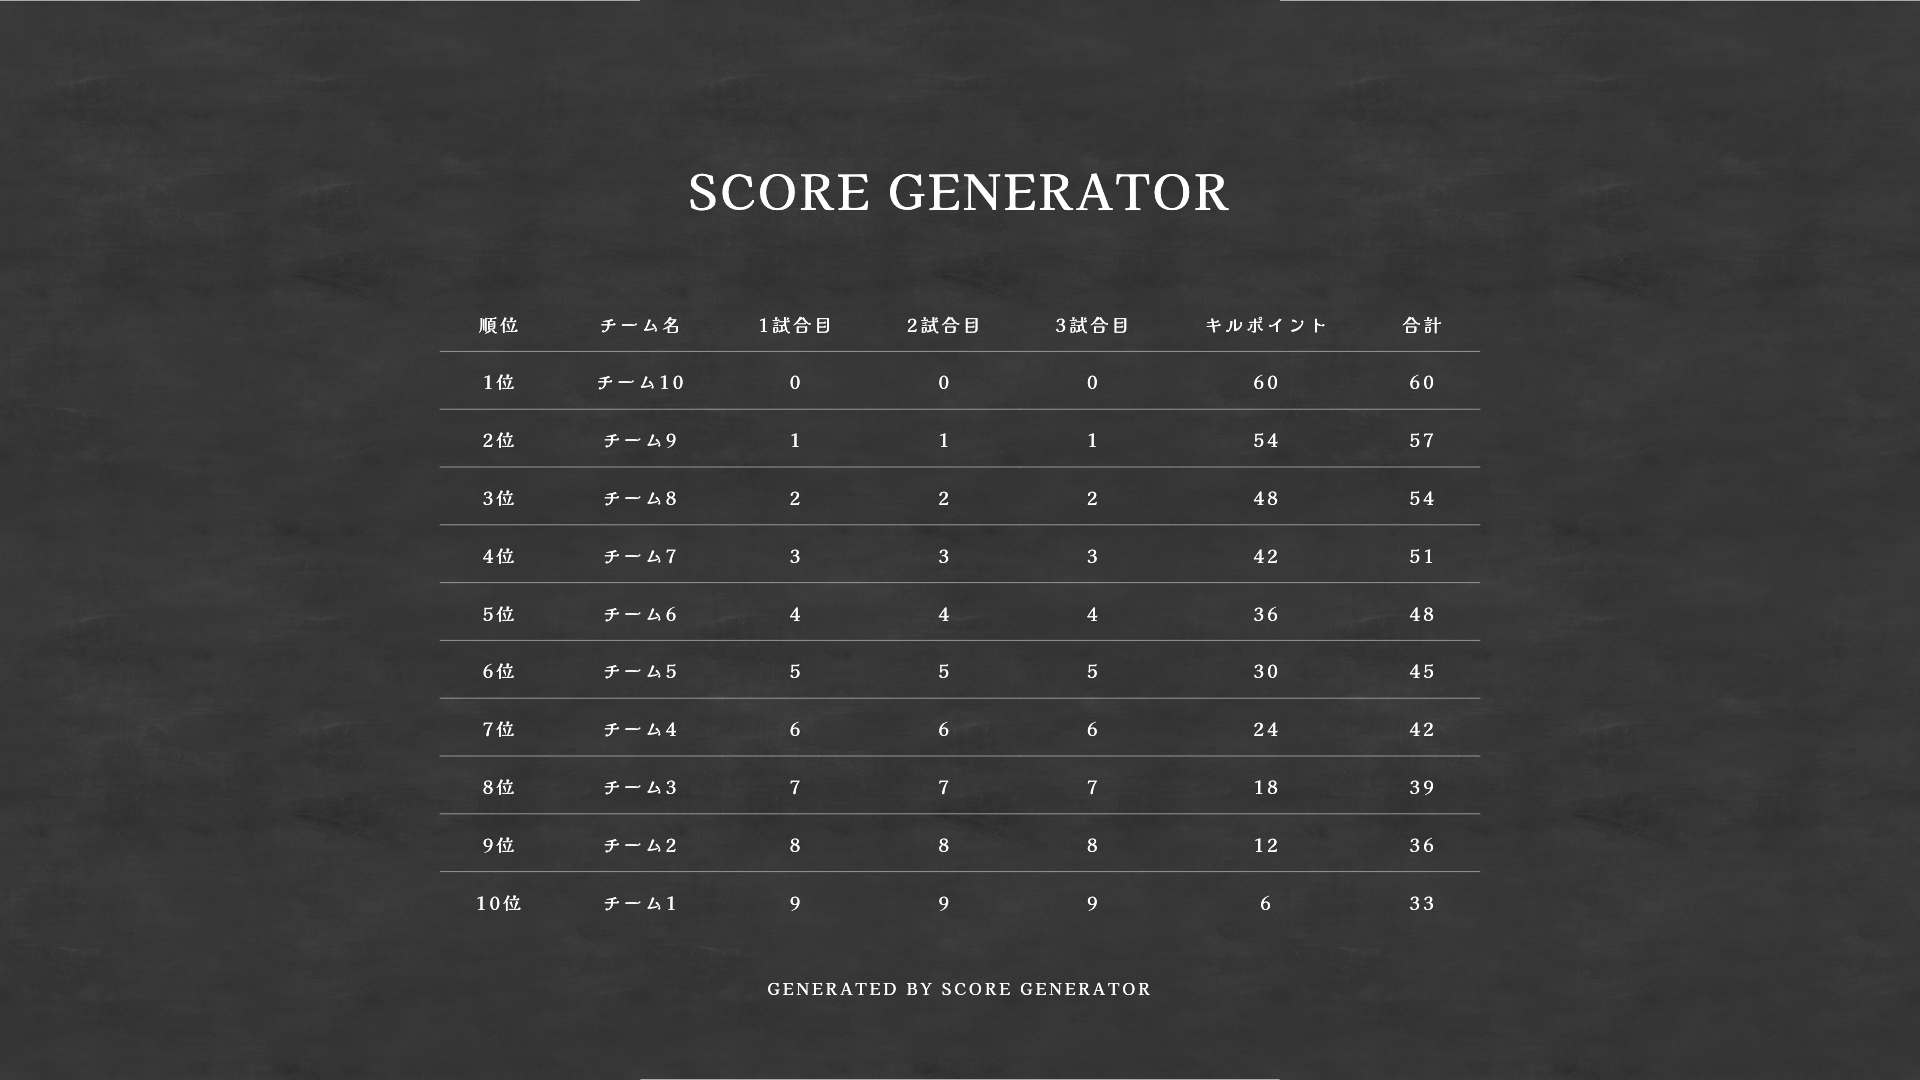 SCORE GENERATOR
順位 チーム名 1試合目 2試合目 3試合目 キルポイント 合計
1位 チーム10 0 0 0 60 60
2位 チーム9 1 1 1 54 57
3位 チーム8 2 2 2 48 54
4位 チーム7 3 3 3 42 51
5位 チーム6 4 4 4 36 48
6位 チーム5 5 5 5 30 45
7位 チーム4 6 6 6 24 42
8位 チーム3 7 7 7 18 39
9位 チーム2 8 8 8 12 36
10位 チーム1 9 9 9 6 33
GENERATED BY SCORE GENERATOR